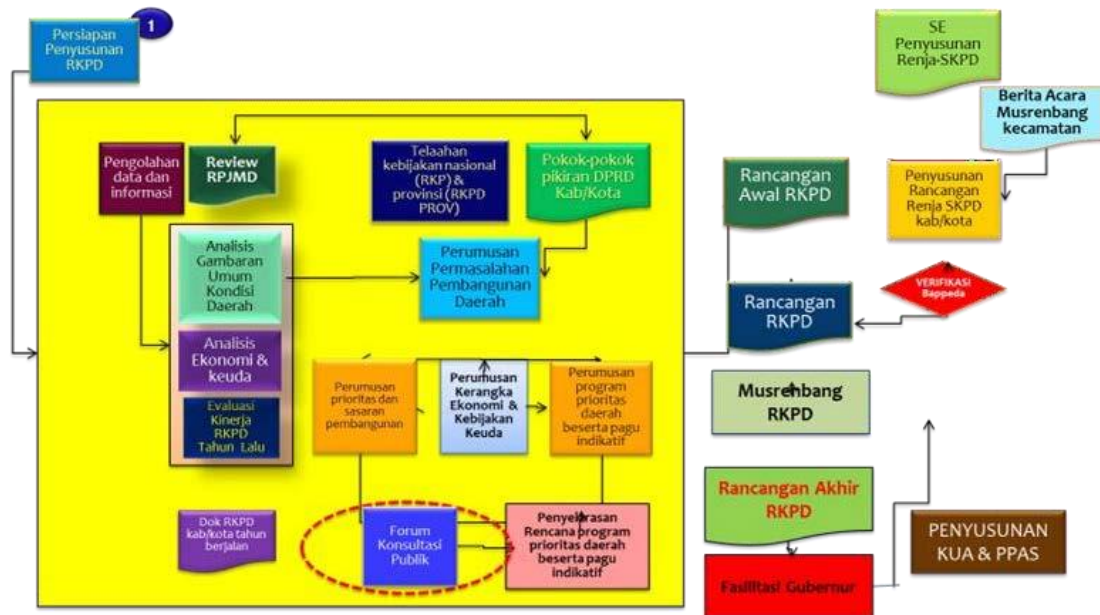 1
Persiapan
Penyusunan
RKPD
SE
Penyusunan
Renja-SKPD
Berita Acara
Musrenbang
kecamatan
Pengolahan
data dan
informasi
Review
RPJMD
Telaahan
kebijakan nasional
(RKP) &
provinsi (RKPD
PROV)
Pokok-pokok
pikiran DPRD
Kab/Kota
Rancangan
Awal RKPD
Penyusunan
Rancangan
Renja SKPD
kab/kota
Analisis
Gambaran
Umum
Kondisi
Daerah
Perumusan
Permasalahan
Pembangunan
Daerah
VERIFIKASI
Bappeda
Rancangan
RKPD
Analisis
Ekonomi &
keuda
Evaluasi
Kinerja
RKPD
Tahun Lalu
Perumusan
prioritas dan
sasaran
pembangunan
Perumusan
Kerangka
Ekonomi &
Kebijakan
Keuda
Perumusan
program
prioritas
daerah
beserta pagu
indikatif
Musrenbang
RKPD
Rancangan Akhir
RKPD
Dok RKPD
kab/kota tahun
berjalan
Forum
Konsultasi
Publik
Penyelarasan
Rencana program
prioritas daerah
beserta pagu
indikatif
Fasilitasi Gubernur
PENYUSUNAN
KUA & PPAS